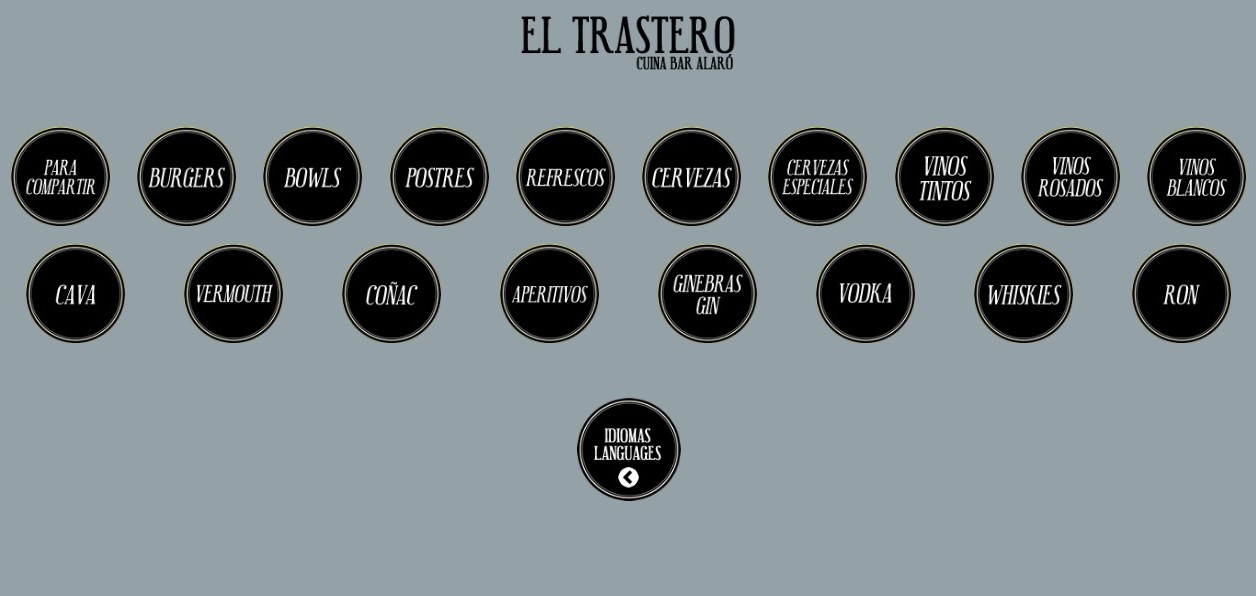 EL TRASTERO
CUINA BAR ALARÓ
PARA
COMPARTIR
BURGERS
BOWLS
POSTRES
REFRESCOS
CERVEZAS
CERVEZAS
ESPECIALES
VINOS
TINTOS
VINOS
ROSADOS
VINOS
BLANCOS
CAVA
VERMOUTH
COÑAC
APERITIVOS
GINEBRAS
GIN
VODKA
WHISKIES
RON
IDIOMAS
LANGUAGES